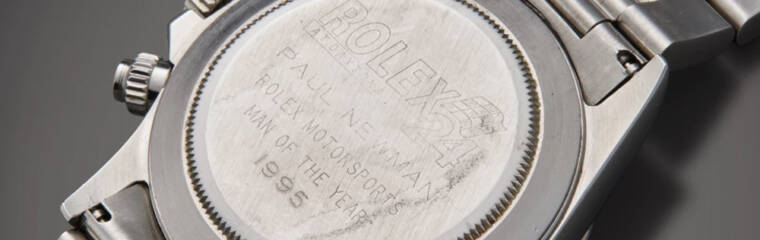 ROLEX
24
PAUL NEWMAN
ROLEX MOTORSPORTS
MAN OF THE YEAR
1995